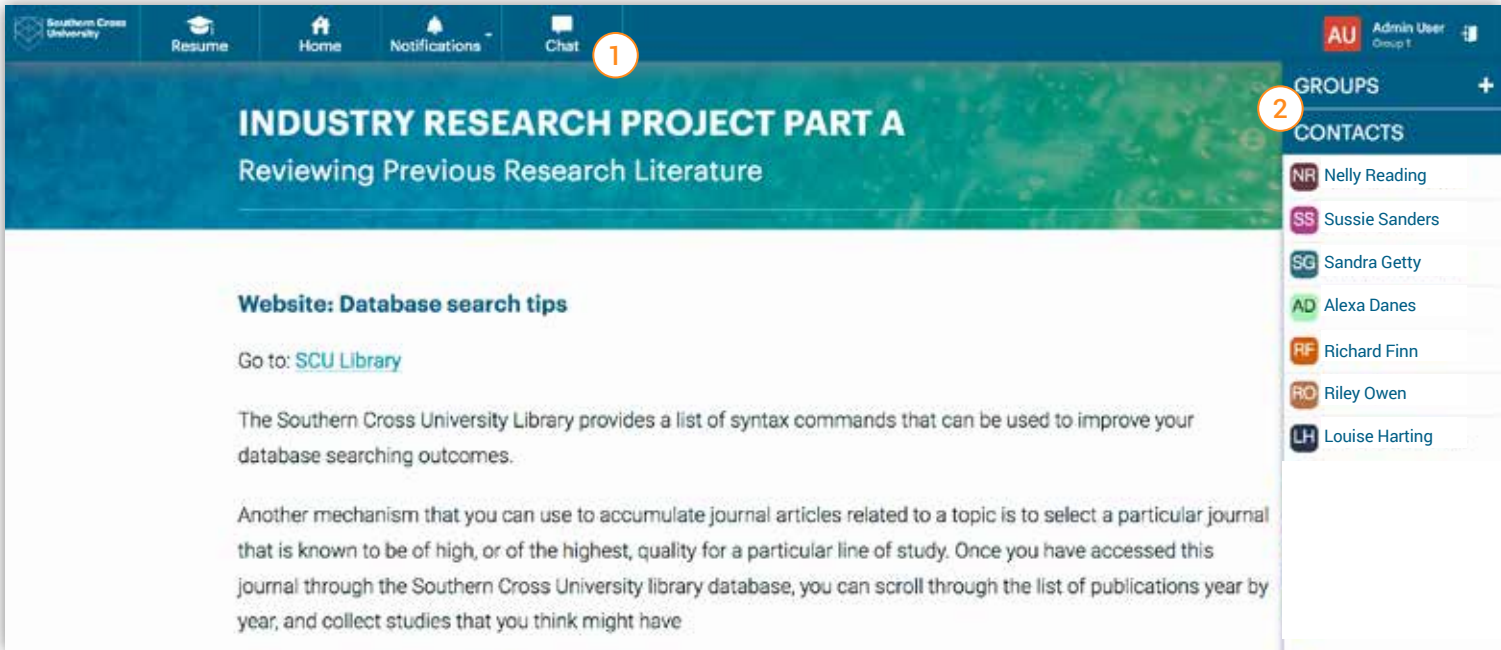 Southern Cross
University
Resume
Home
Notifications
Chat
1
AU
Admin User
Group 1
INDUSTRY RESEARCH PROJECT PART A
Reviewing Previous Research Literature
Website: Database search tips
Go to: SCU Library
The Southern Cross University Library provides a list of syntax commands that can be used to improve your
database searching outcomes.
Another mechanism that you can use to accumulate journal articles related to a topic is to select a particular journal
that is known to be of high, or of the highest, quality for a particular line of study. Once you have accessed this
journal through the Southern Cross University library database, you can scroll through the list of publications year by
year, and collect studies that you think might have
GROUPS +
2
CONTACTS
NR Nelly Reading
SS Sussie Sanders
SG Sandra Getty
AD Alexa Danes
RF Richard Finn
RO Riley Owen
LH Louise Harting